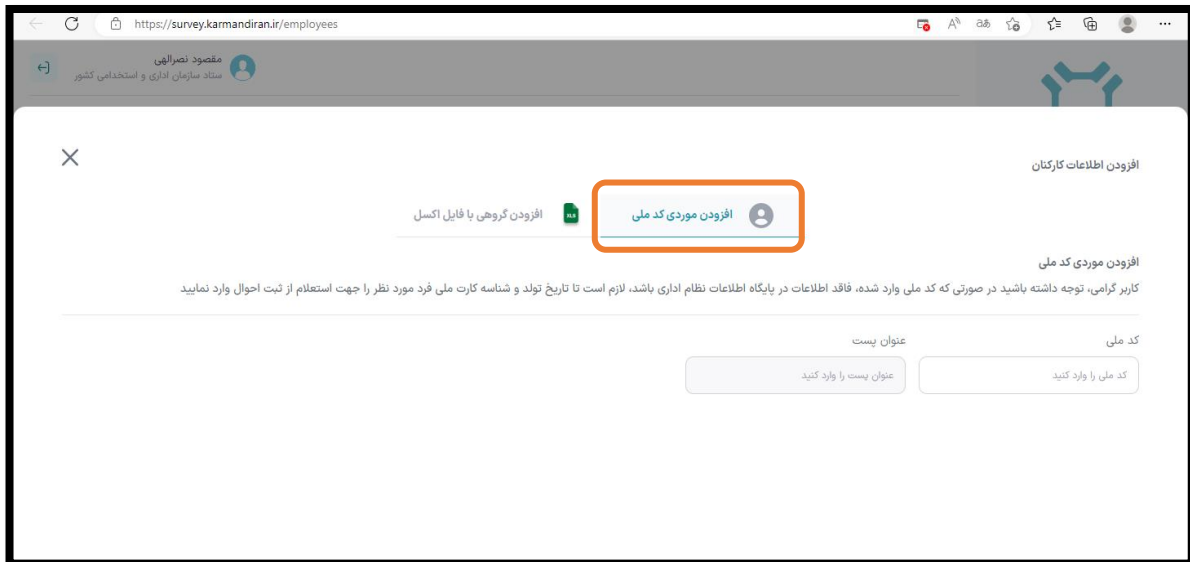 https://survey.karmandiran.ir/employees
مقصود نصرالهی
ستاد سازمان اداری و استخدامی کشور
افزودن اطلاعات کارکنان
افزودن موردی کد ملی
افزودن گروهی با فایل اکسل
افزودن موردی کد ملی
کاربر گرامی، توجه داشته باشید در صورتی که کد ملی وارد شده، فاقد اطلاعات در پایگاه اطلاعات نظام اداری باشد، لازم است تا تاریخ تولد و شناسه کارت ملی فرد مورد نظر را جهت استعلام از ثبت احوال وارد نمایید
کد ملی
عنوان پست
کد ملی را وارد کنید
عنوان پست را وارد کنید